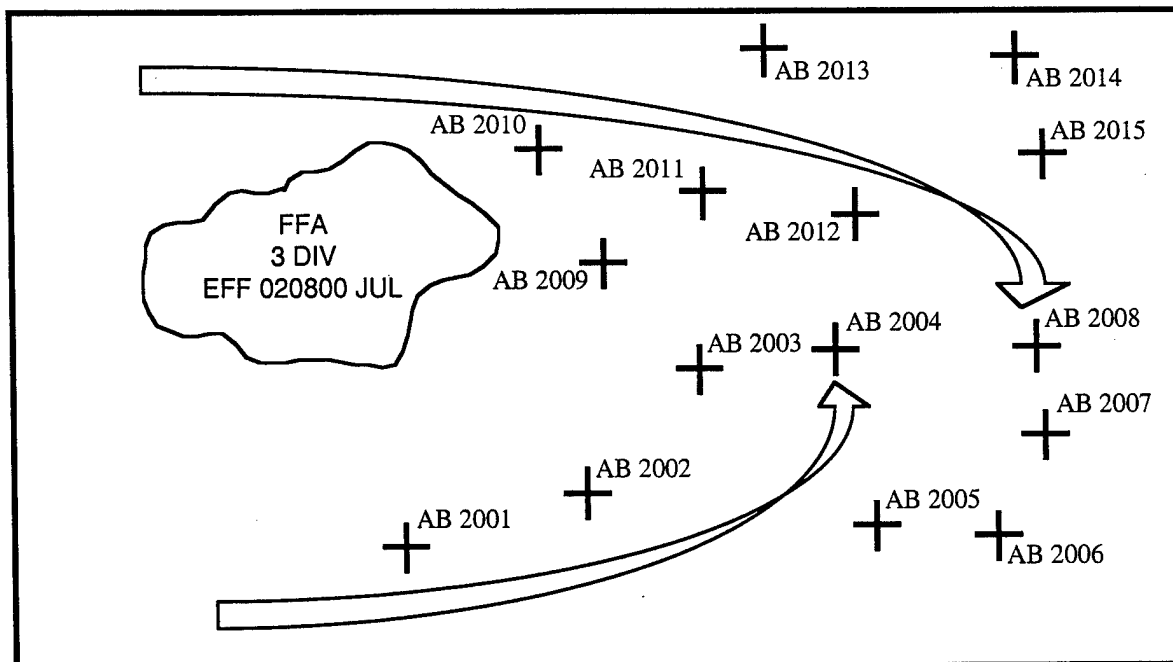 AB 2013
AB 2014
AB 2010
AB 2015
AB 2011
FFA
3 DIV
EFF 020800 JUL
AB 2012
AB 2009
AB 2003
AB 2004
AB 2008
AB 2007
AB 2002
AB 2001
AB 2005
AB 2006